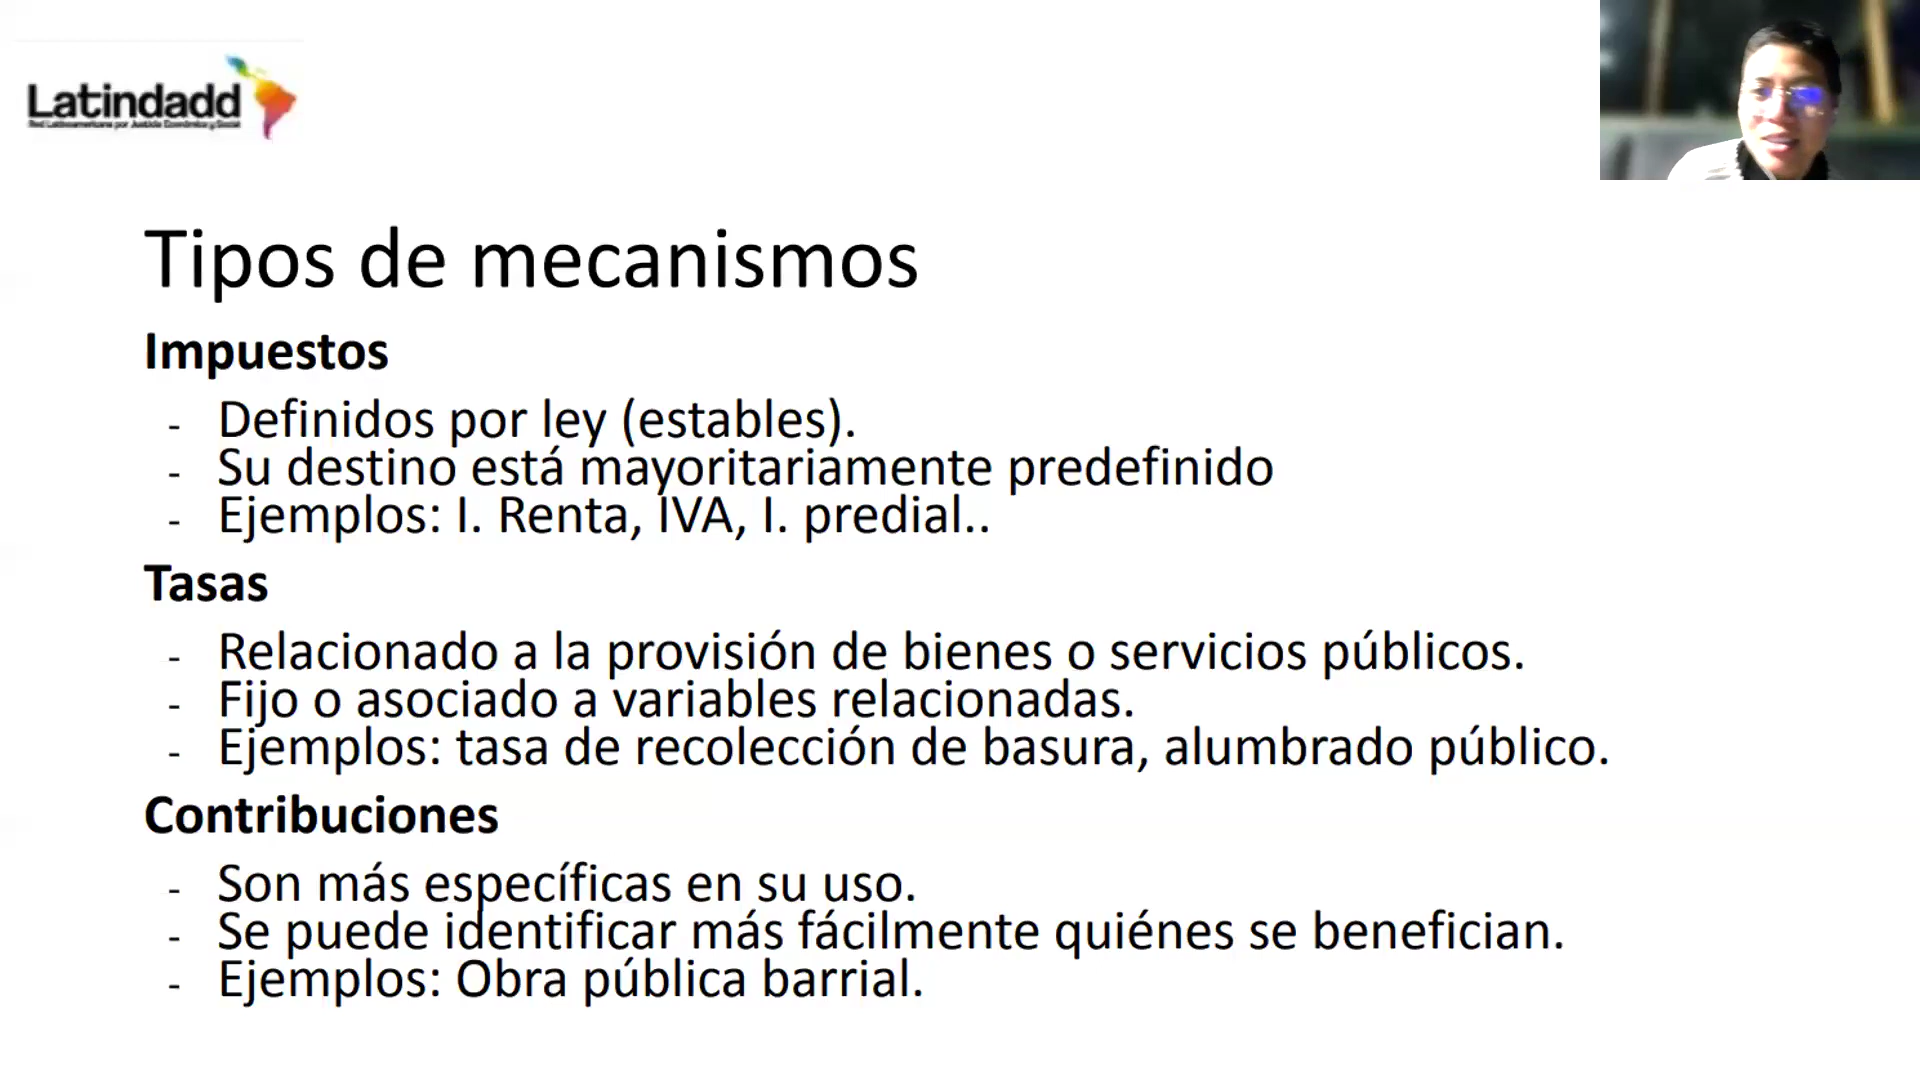 Latindadd
Red Latinoamericana por Justicia Económica y Social
Tipos de mecanismos
Impuestos
- Definidos por ley (estables).
- Su destino está mayoritariamente predefinido
- Ejemplos: I. Renta, IVA, I. predial..
Tasas
- Relacionado a la provisión de bienes o servicios públicos.
- Fijo o asociado a variables relacionadas.
- Ejemplos: tasa de recolección de basura, alumbrado público.
Contribuciones
- Son más específicas en su uso.
- Se puede identificar más fácilmente quiénes se benefician.
- Ejemplos: Obra pública barrial.